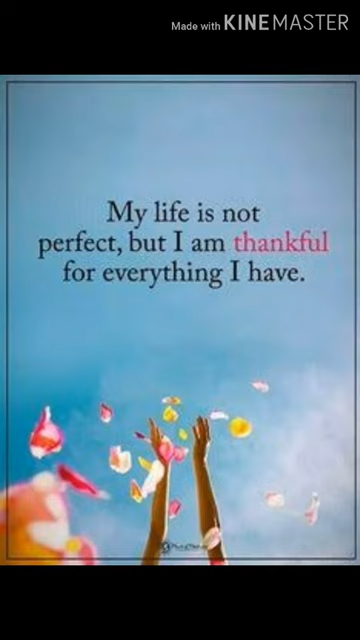 Made with KINEMASTER
My life is not
perfect, but I am thankful
for everything I have.